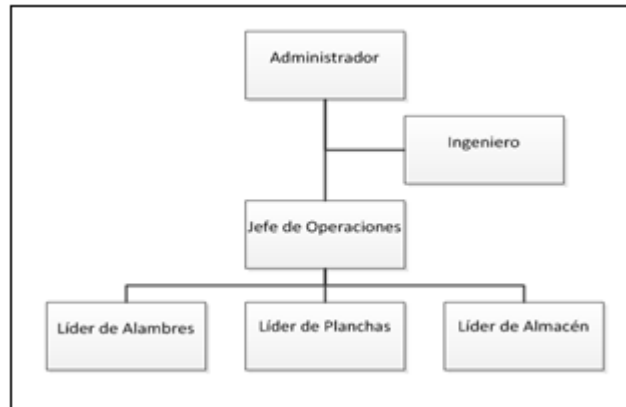 Administrador
Ingeniero
Jefe de Operaciones
Líder de Alambres
Líder de Planchas
Líder de Almacén